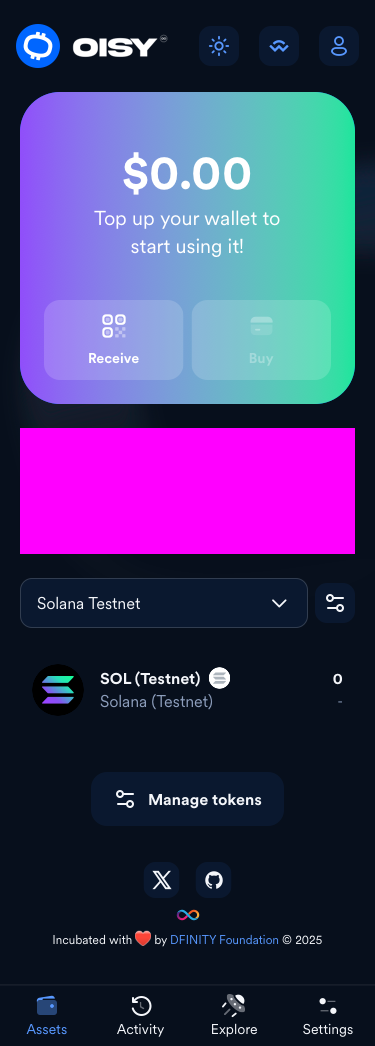 OISY
$0.00
Top up your wallet to
start using it!
Receive
Buy
Solana Testnet
SOL (Testnet)
0
Solana (Testnet)
-
Manage tokens
Incubated with ❤️ by DFINITY Foundation © 2025
Assets
Activity
Explore
Settings